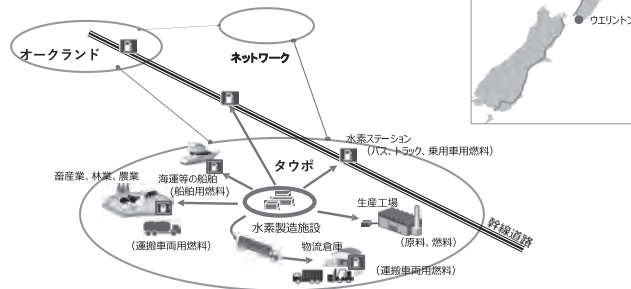 ウエリントン
オークランド
ネットワーク
水素ステーション
（バス、トラック、乗用車用燃料）
タウポ
海運等の船舶
（船舶用燃料）
畜産業、林業、農業
（運搬車両用燃料）
水素製造施設
生産工場
（原料、燃料）
物流倉庫
（運搬車両用燃料）
幹線道路